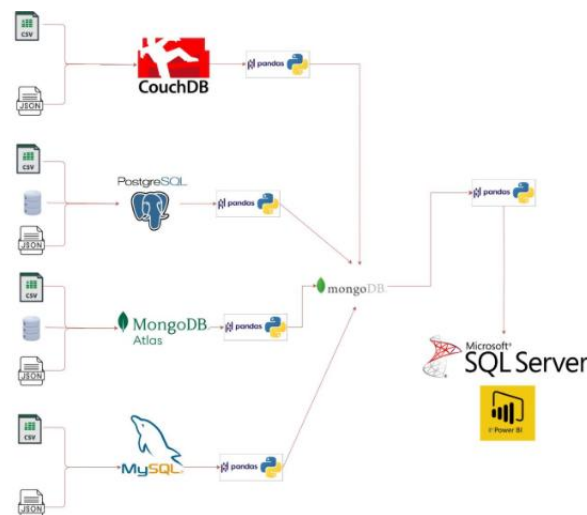 CSV
JSON
CouchDB
pandas
CSV
JSON
PostgreSQL
pandas
pandas
CSV
JSON
MongoDB.
Atlas
pandas
mongoDB.
Microsoft®
SQL Server
Power BI
CSV
JSON
MySQL
pandas